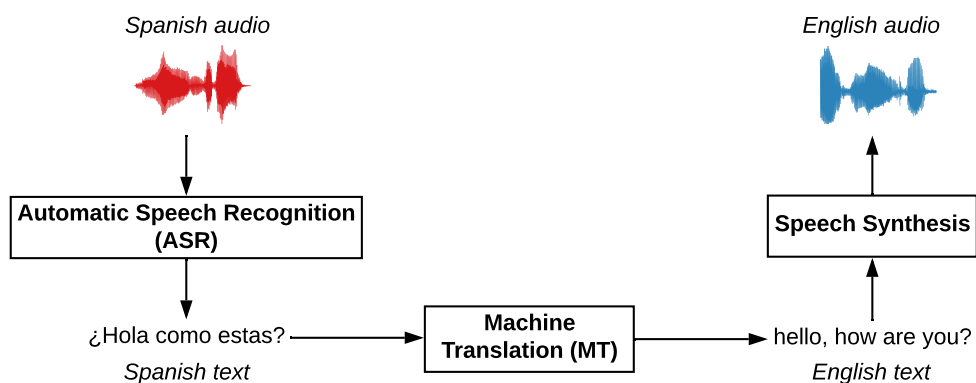 Spanish audio
English audio
Automatic Speech Recognition
(ASR)
Speech Synthesis
¿Hola como estas?
Machine
Translation (MT)
hello, how are you?
Spanish text
English text